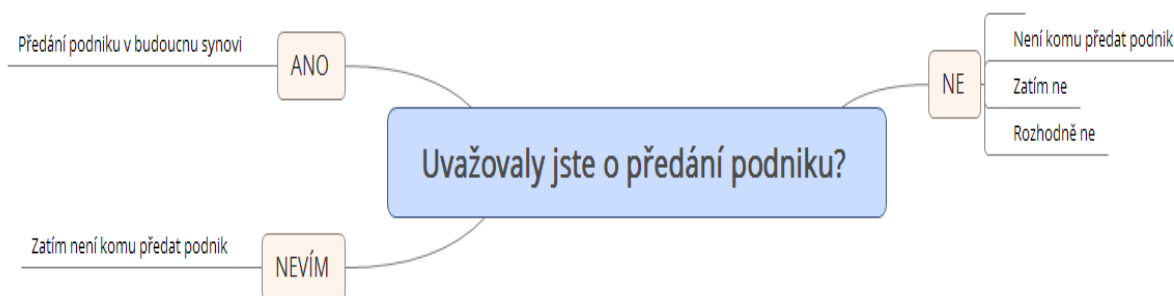 Uvažovaly jste o předání podniku?
ANO
Předání podniku v budoucnu synovi
NEVÍM
Zatím není komu předat podnik
NE
Není komu předat podnik
Zatím ne
Rozhodně ne